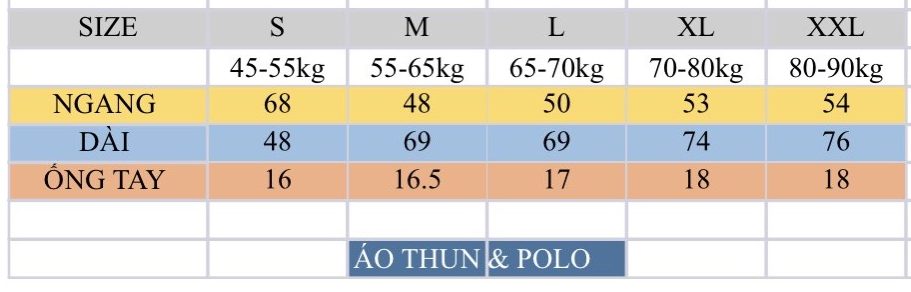 SIZE S M L XL XXL
45-55kg 55-65kg 65-70kg 70-80kg 80-90kg
NGANG 68 48 50 53 54
DÀI 48 69 69 74 76
ỐNG TAY 16 16.5 17 18 18
ÁO THUN & POLO